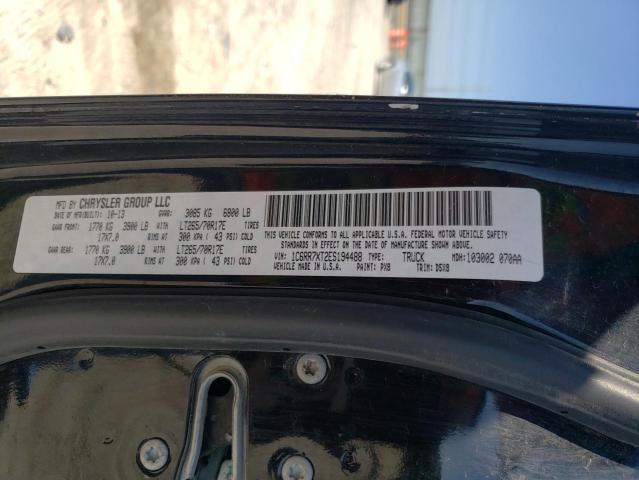 MFD BY CHRYSLER GROUP LLC
DATE OF MFR(BUILT): 10-13 GVWR: 3085 KG 6800 LB
GAWR FRONT: 1770 KG 3900 LB WITH LT265/70R17E TIRES
17X7.0 RIMS AT 300 KPA ( 43 PSI) COLD
GAWR REAR: 1770 KG 3900 LB WITH LT265/70R17E TIRES
17X7.0 RIMS AT 300 KPA ( 43 PSI) COLD
THIS VEHICLE CONFORMS TO ALL APPLICABLE U.S.A. FEDERAL MOTOR VEHICLE SAFETY
STANDARDS IN EFFECT ON THE DATE OF MANUFACTURE SHOWN ABOVE.
VIN: 1C6RR7XT2ES194488 TYPE: TRUCK MDH: 103002 070AA
VEHICLE MADE IN U.S.A. PAINT: PX8 TRIM: D5X8